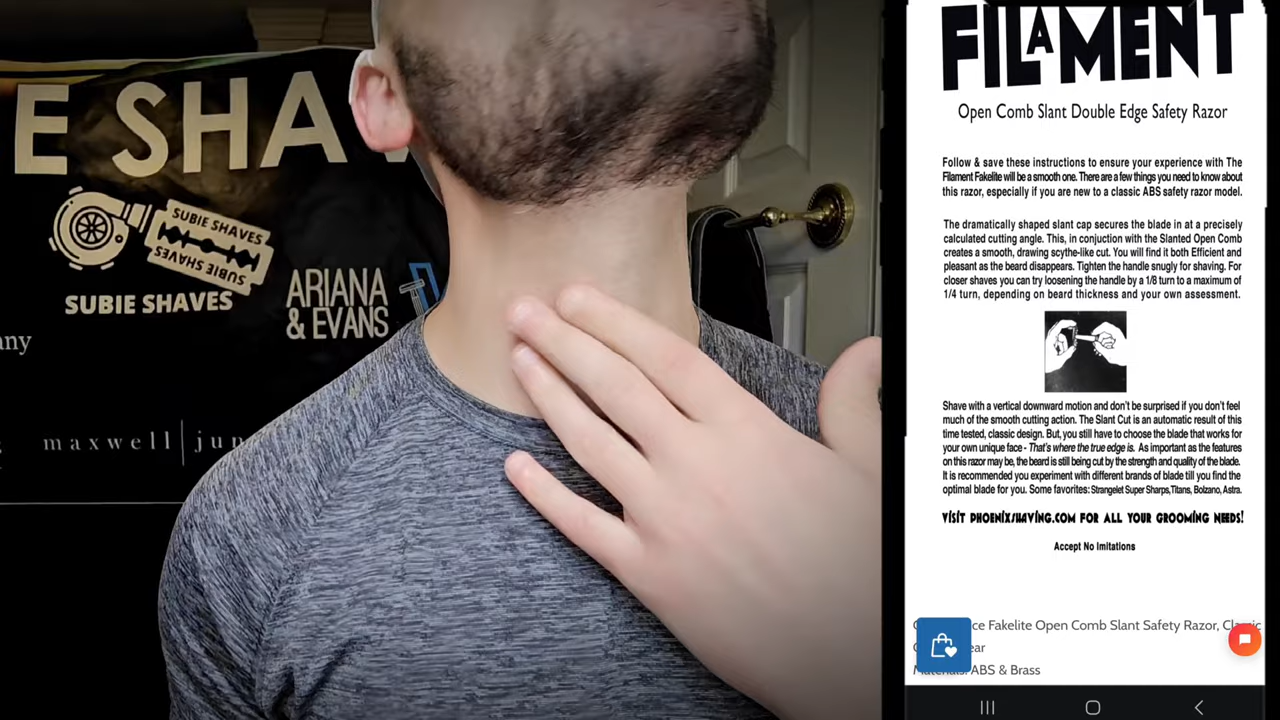 E SHA
SUBIE SHAVES
SUBIE SHAVES
SUBIE SHAVES
ARIANA
& EVANS
any
maxwell | jun
FILAMENT
Open Comb Slant Double Edge Safety Razor
Follow & save these instructions to ensure your experience with The
Filament Fakelite will be a smooth one. There are a few things you need to know about
this razor, especially if you are new to a classic ABS safety razor model.
The dramatically shaped slant cap secures the blade in at a precisely
calculated cutting angle. This, in conjuction with the Slanted Open Comb
creates a smooth, drawing scythe-like cut. You will find it both Efficient and
pleasant as the beard disappears. Tighten the handle snugly for shaving. For
closer shaves you can try loosening the handle by a 1/8 turn to a maximum of
1/4 turn, depending on beard thickness and your own assessment.
Shave with a vertical downward motion and don't be surprised if you don't feel
much of the smooth cutting action. The Slant Cut is an automatic result of this
time tested, classic design. But, you still have to choose the blade that works for
your own unique face - That's where the true edge is. As important as the features
on this razor may be, the beard is still being cut by the strength and quality of the blade.
It is recommended you experiment with different brands of blade till you find the
optimal blade for you. Some favorites: Strangelet Super Sharps,Titans, Bolzano, Astra.
VISIT PHOENIXSHAVING.COM FOR ALL YOUR GROOMING NEEDS!
Accept No Imitations
ce Fakelite Open Comb Slant Safety Razor, Classic
ear
ABS & Brass